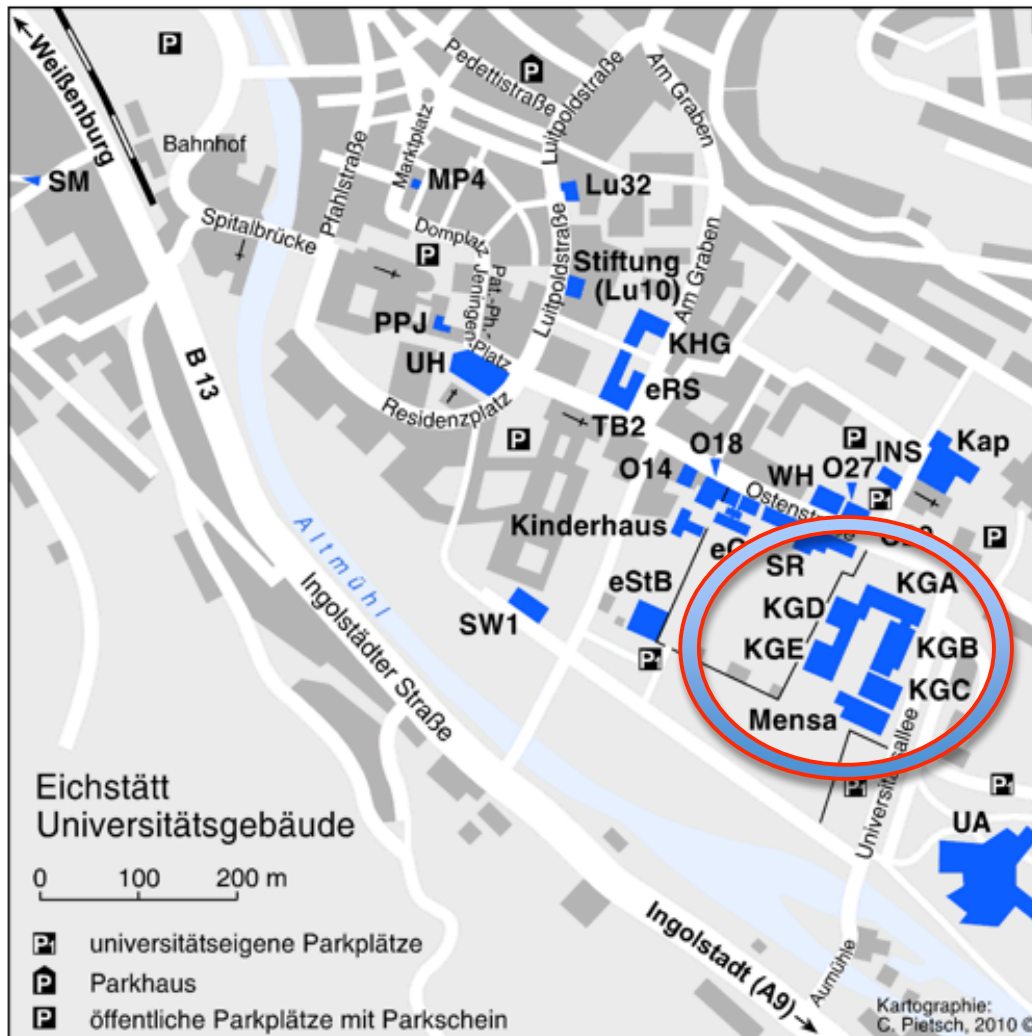 Weißenburg
P
P
Pedettistraße
Am Graben
Bahnhof
SM
Pfahlstraße
Marktplatz
MP4
Luitpoldstraße
Lu32
Spitalbrücke
Domplatz
P
Stiftung
(Lu10)
Am Graben
Pat.-Ph.-
Jeningen-
Platz
Luitpoldstraße
PPJ
UH
KHG
B 13
Residenzplatz
eRS
TB2
P
O18
O14
WH
O27
P
INS
Kap
Ostenstraße
P
Kinderhaus
SR
eStB
KGA
KGD
SW1
KGE
KGB
KGC
Mensa
Altmühl
Ingolstädter Straße
Universitätsallee
UA
Eichstätt
Universitätsgebäude
0 100 200 m
universitätseigene Parkplätze
P
Parkhaus
P
öffentliche Parkplätze mit Parkschein
Ingolstadt (A9)
Aumühle
Kartographie:
C. Pietsch, 2010 ©